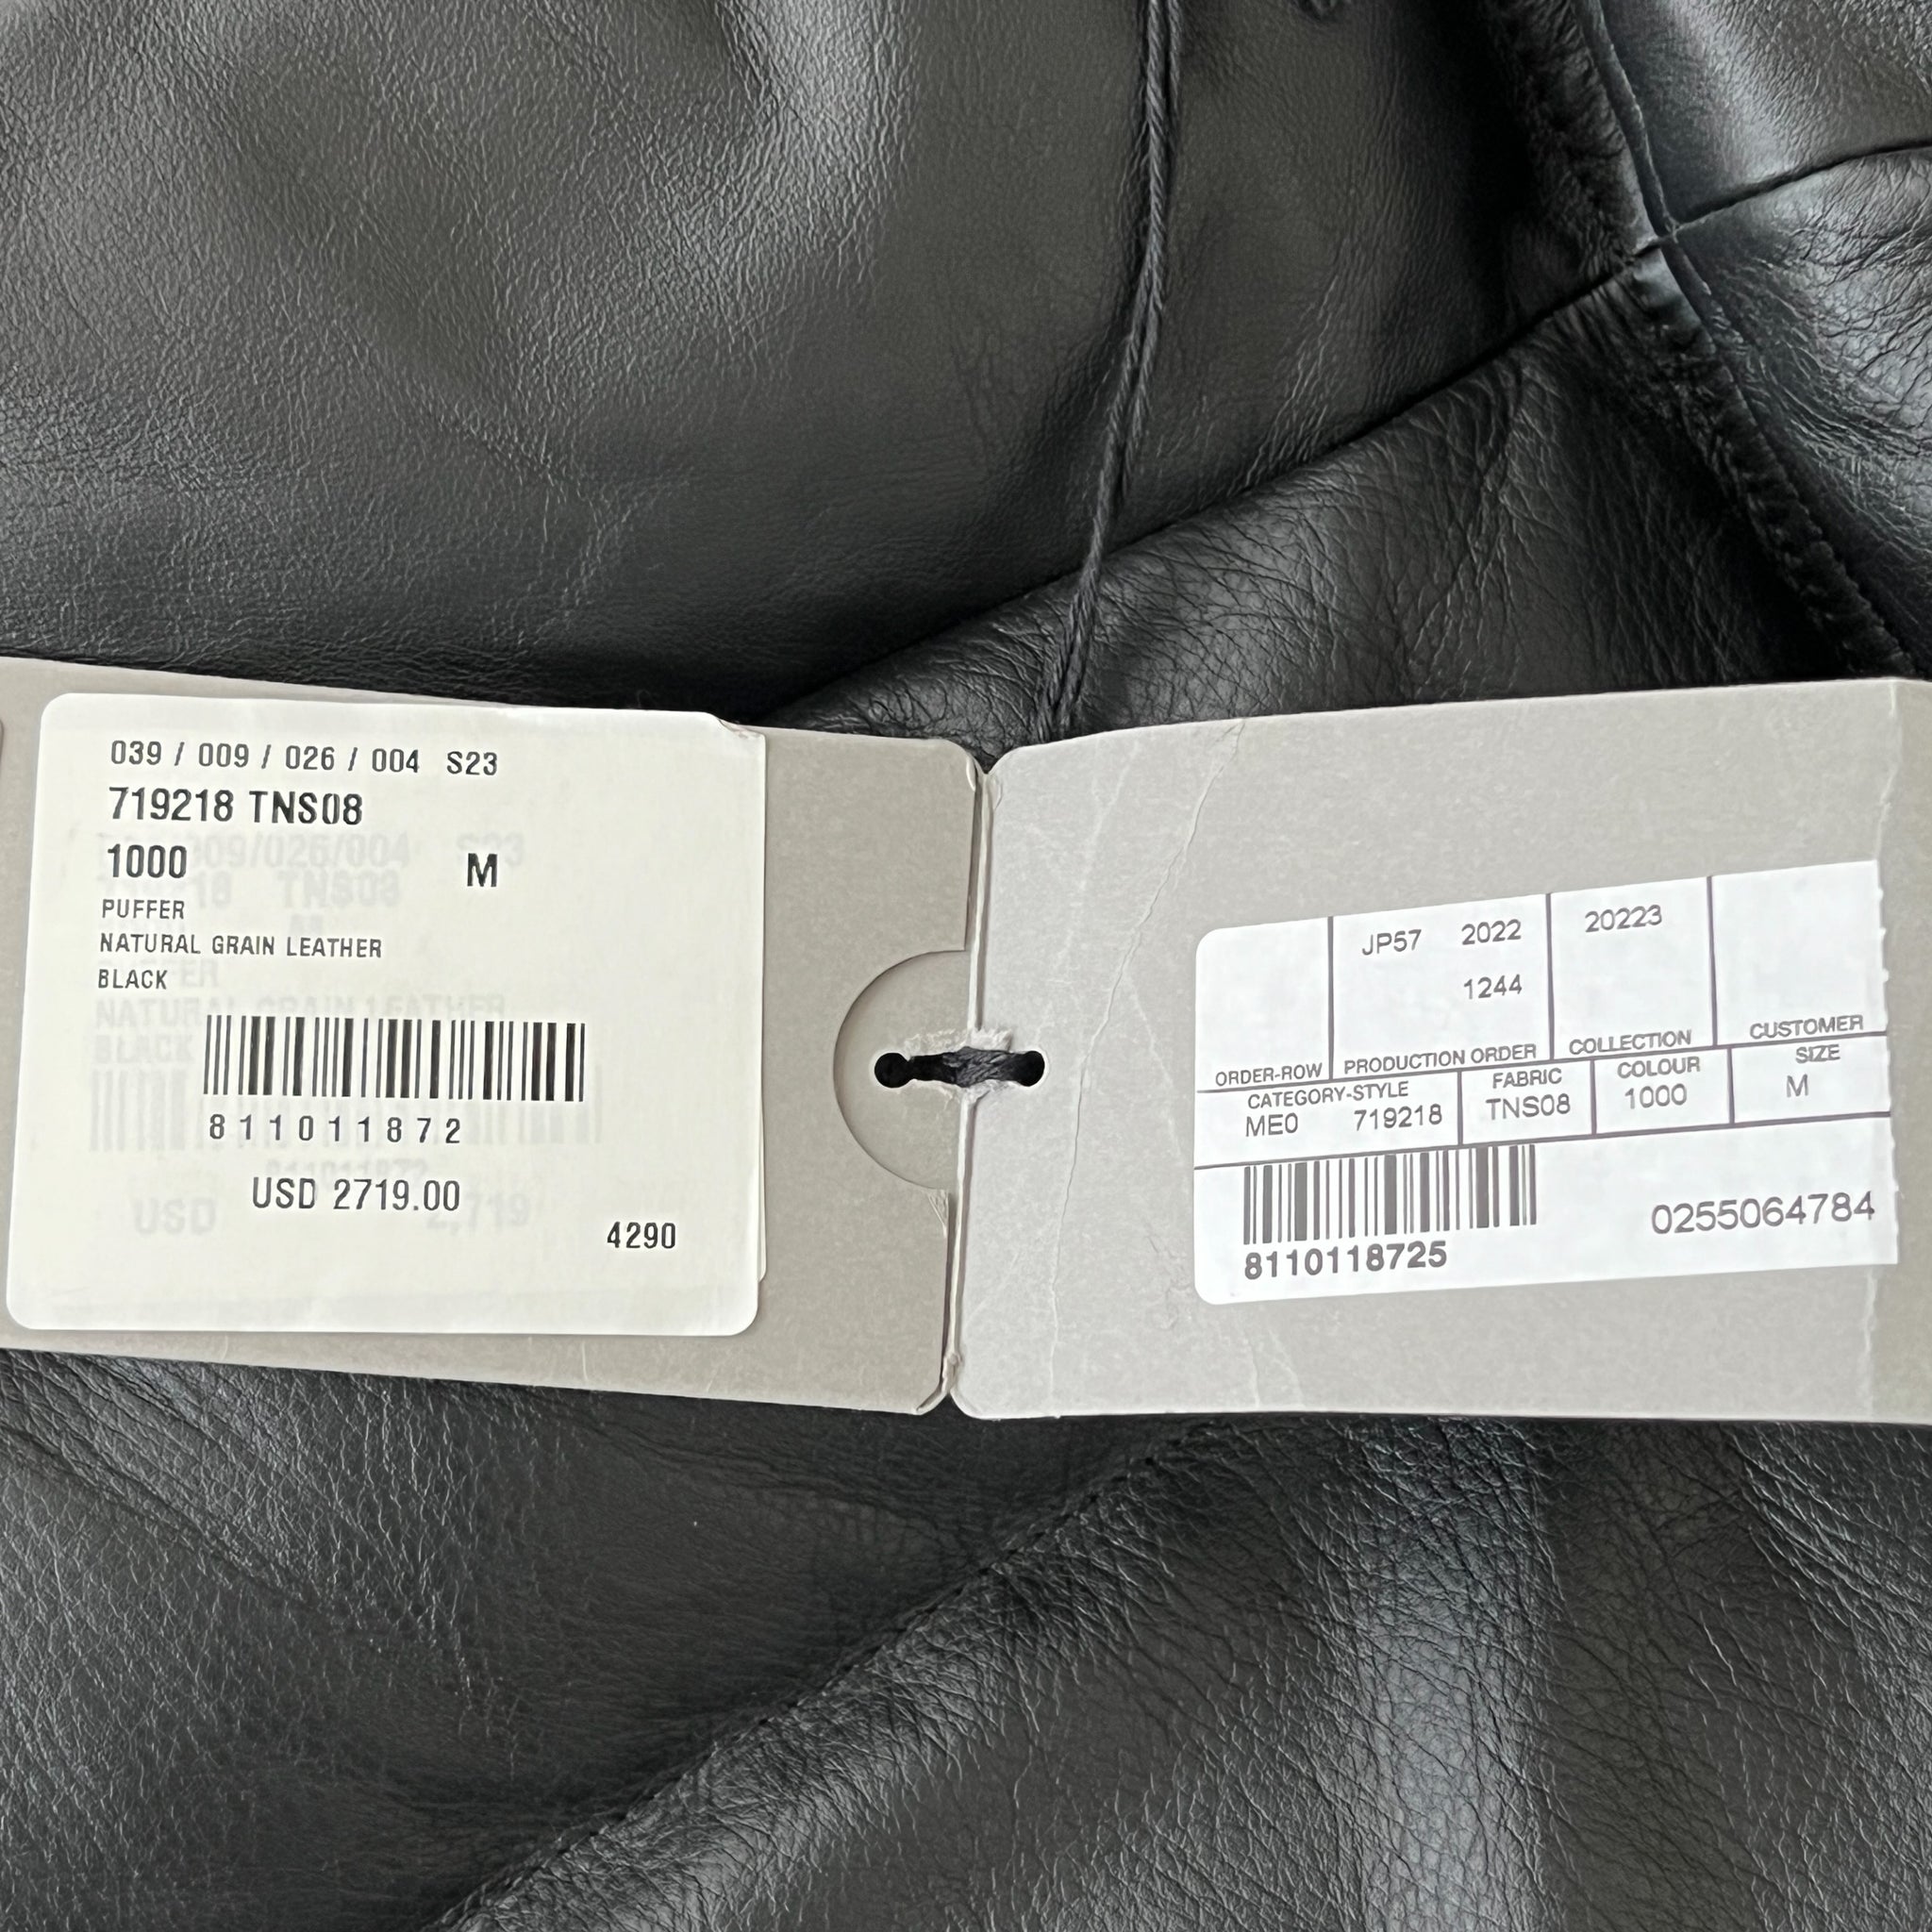 039 / 009 / 026 / 004 S23
719218 TNS08
1000 M
PUFFER
NATURAL GRAIN LEATHER
BLACK
811011872
USD 2719.00
4290
JP57 2022 20223
1244
ORDER-ROW PRODUCTION ORDER COLLECTION CUSTOMER
CATEGORY-STYLE FABRIC COLOUR SIZE
ME0 719218 TNS08 1000 M
8110118725
0255064784